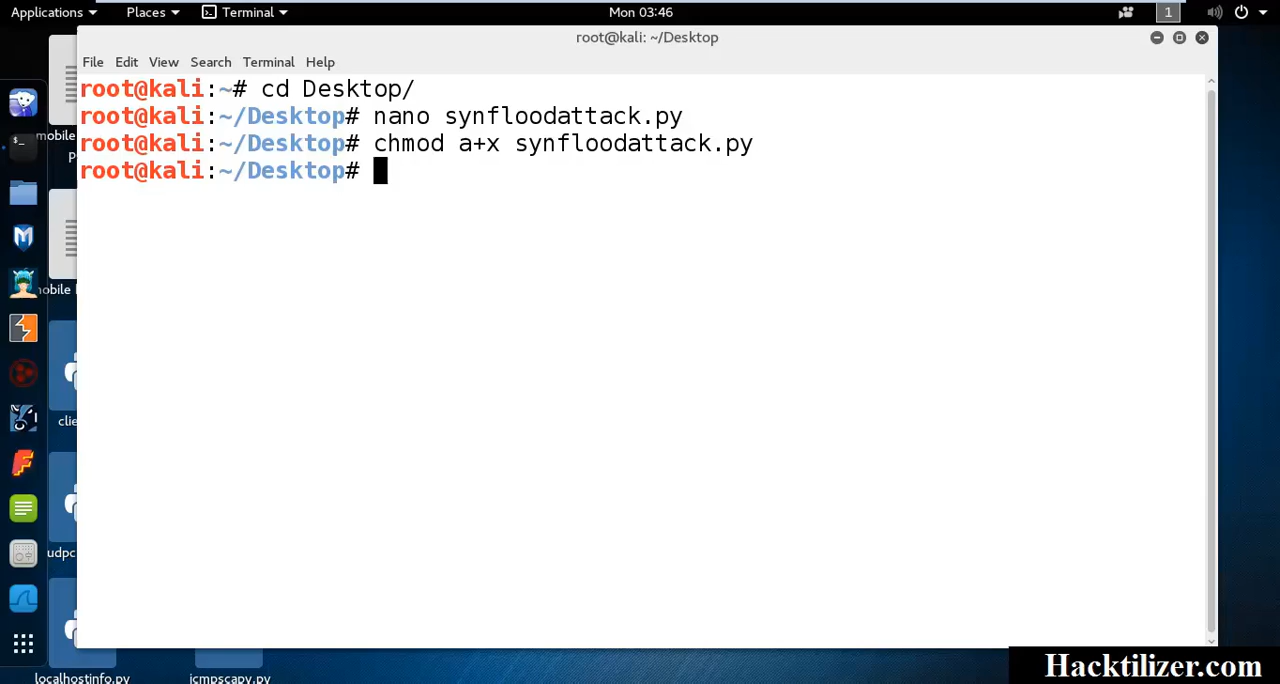 Applications Places Terminal Mon 03:46 1
root@kali: ~/Desktop
File Edit View Search Terminal Help
root@kali:~# cd Desktop/
root@kali:~/Desktop# nano synfloodattack.py
root@kali:~/Desktop# chmod a+x synfloodattack.py
root@kali:~/Desktop#
mobile
obile
clie
udpc
localhostinfo.py icmpscapy.py
Hacktilizer.com